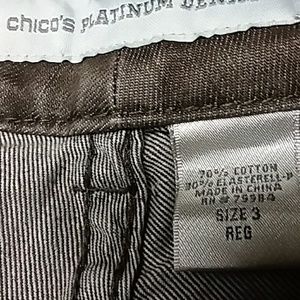 chico's PLATINUM DENIM
70% COTTON
30% ELASTERELL-P
MADE IN CHINA
RN # 79984
SIZE 3
REG